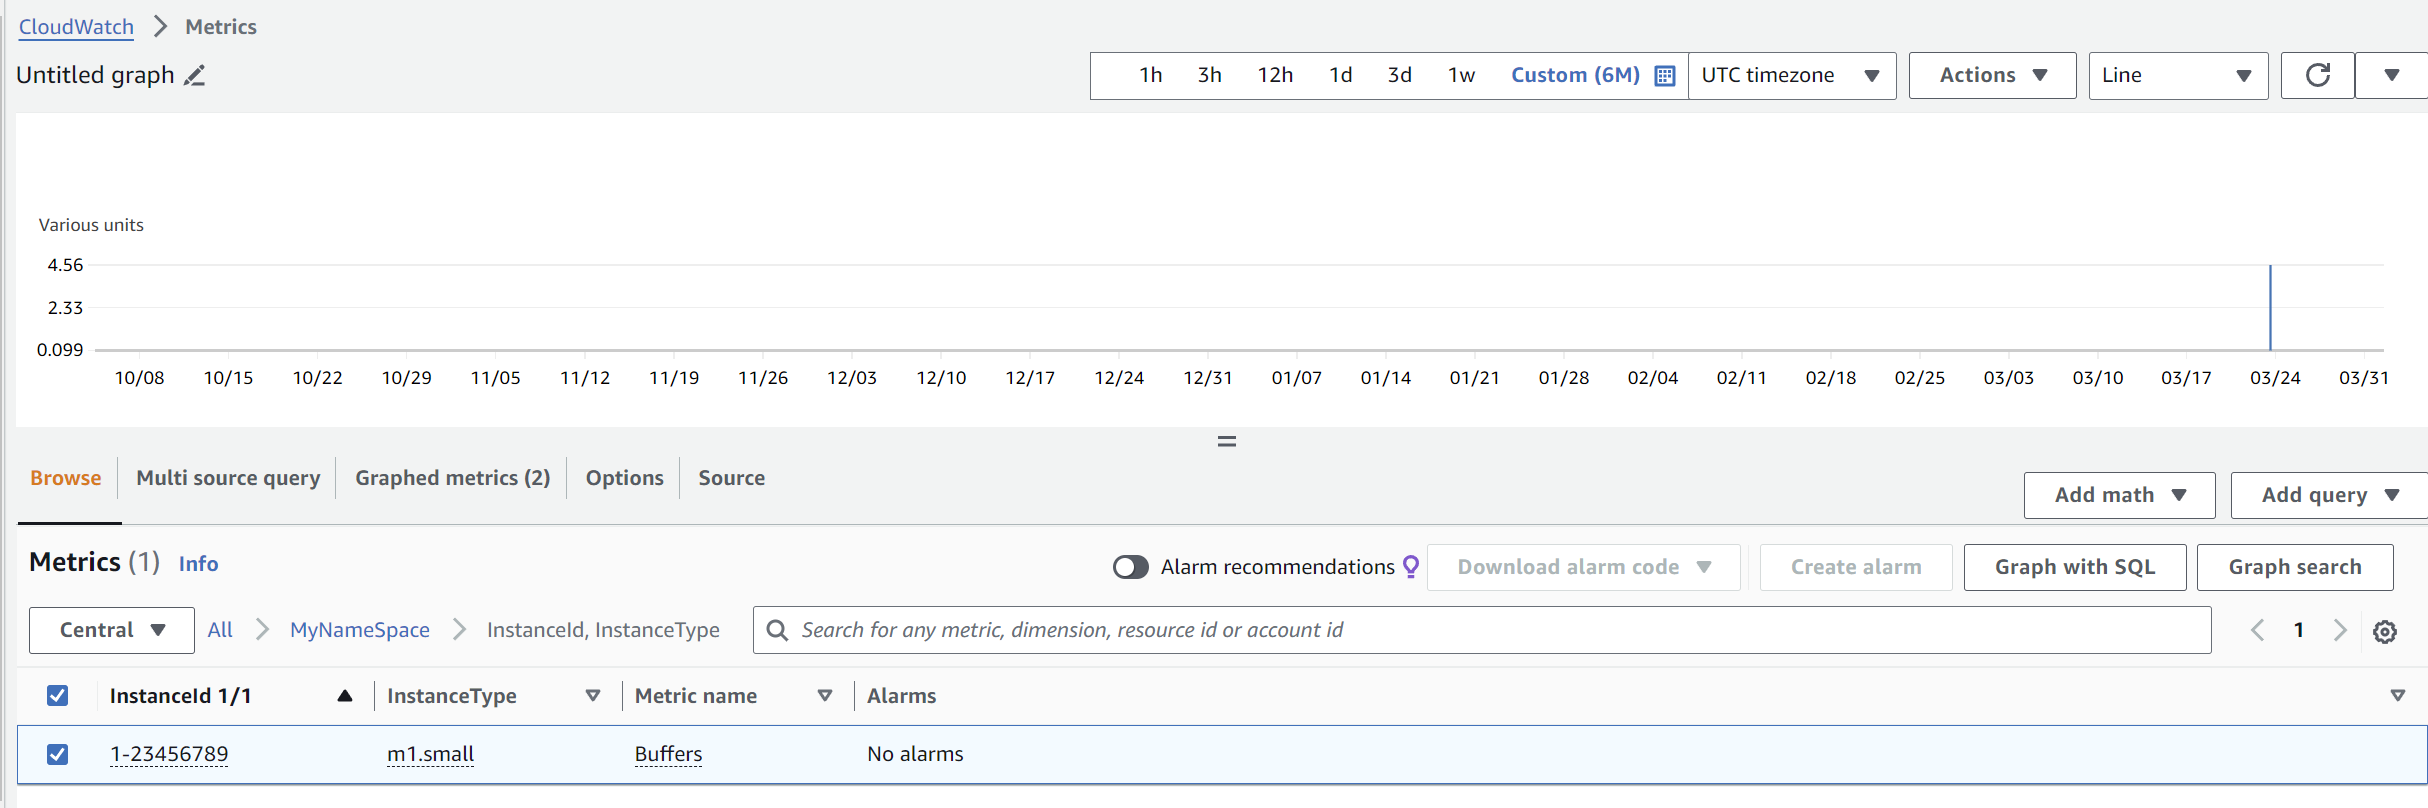 CloudWatch > Metrics
Untitled graph
1h 3h 12h 1d 3d 1w Custom (6M) UTC timezone Actions Line
Various units
4.56
2.33
0.099
10/08 10/15 10/22 10/29 11/05 11/12 11/19 11/26 12/03 12/10 12/17 12/24 12/31 01/07 01/14 01/21 01/28 02/04 02/11 02/18 02/25 03/03 03/10 03/17 03/24 03/31
Browse Multi source query Graphed metrics (2) Options Source
Add math Add query
Metrics (1) Info
Alarm recommendations Download alarm code Create alarm Graph with SQL Graph search
Central All > MyNameSpace > InstanceId, InstanceType Search for any metric, dimension, resource id or account id < 1 >
InstanceId 1/1 InstanceType Metric name Alarms
1-23456789 m1.small Buffers No alarms